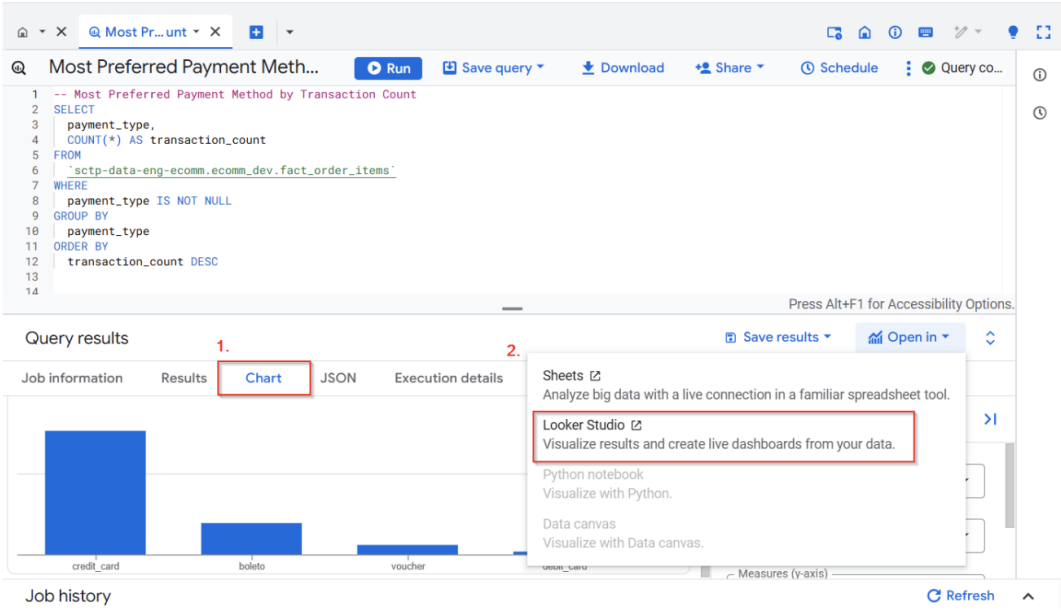 Most Pr...unt
Most Preferred Payment Meth...
Run
Save query
Download
Share
Schedule
Query co...
1 -- Most Preferred Payment Method by Transaction Count
2 SELECT
3 payment_type,
4 COUNT(*) AS transaction_count
5 FROM
6 `sctp-data-eng-ecomm.ecomm_dev.fact_order_items`
7 WHERE
8 payment_type IS NOT NULL
9 GROUP BY
10 payment_type
11 ORDER BY
12 transaction_count DESC
13
14
Press Alt+F1 for Accessibility Options.
Query results
1.
2.
Save results
Open in
Job information
Results
Chart
JSON
Execution details
Sheets
Analyze big data with a live connection in a familiar spreadsheet tool.
Looker Studio
Visualize results and create live dashboards from your data.
Python notebook
Visualize with Python.
Data canvas
Visualize with Data canvas.
credit_card
boleto
voucher
debit_card
Measures (y-axis)
Job history
Refresh